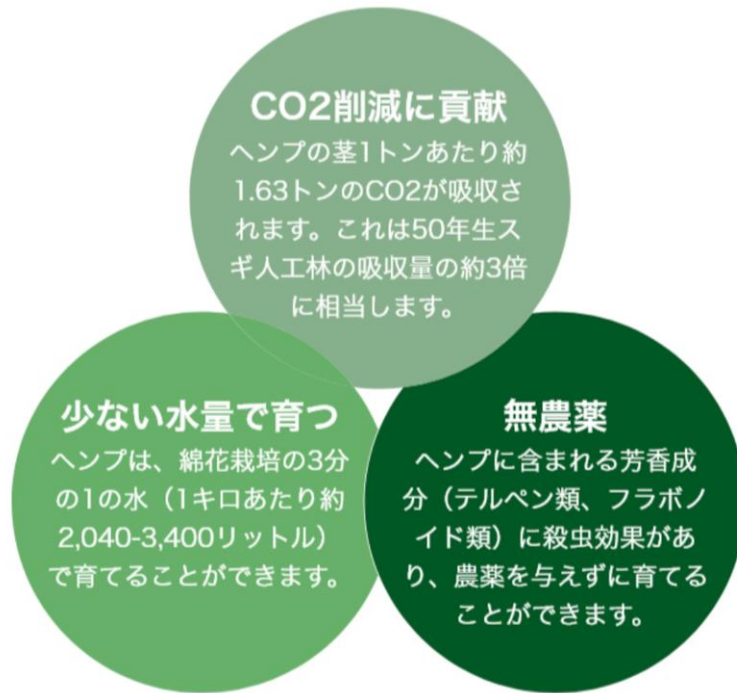 CO2削減に貢献
ヘンプの茎1トンあたり約
1.63トンのCO2が吸収さ
れます。これは50年生ス
ギ人工林の吸収量の約3倍
に相当します。
少ない水量で育つ
ヘンプは、綿花栽培の3分
の1の水（1キロあたり約
2,040-3,400リットル）
で育てることができます。
無農薬
ヘンプに含まれる芳香成
分（テルペン類、フラボノ
イド類）に殺虫効果があ
り、農薬を与えずに育てる
ことができます。